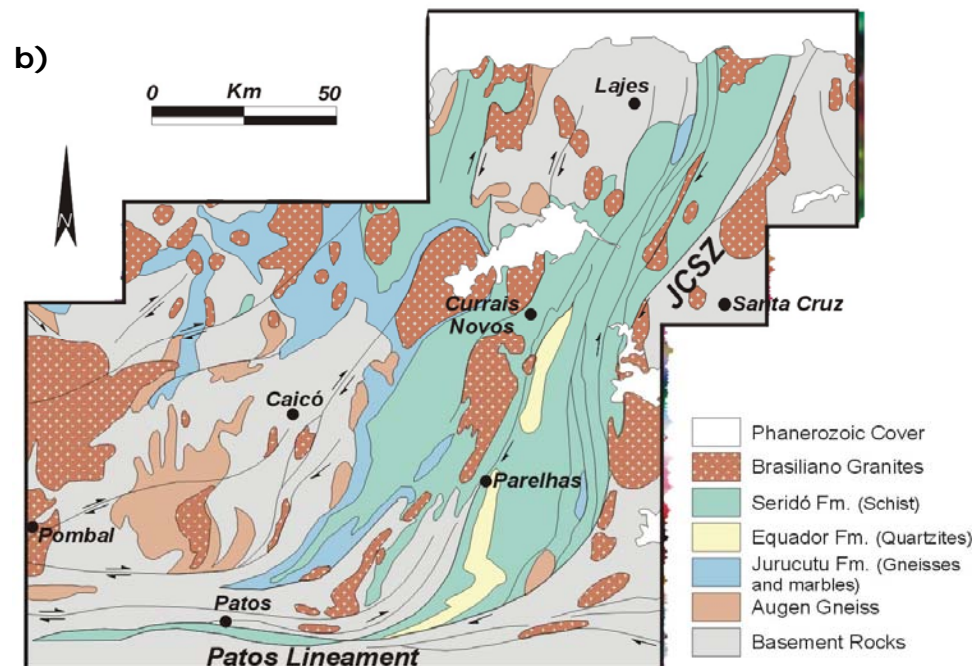 b)
0 Km 50
N
Lajes
JCSZ
Santa Cruz
Currais
Novos
Caicó
Parelhas
Pombal
Patos
Patos Lineament
Phanerozoic Cover
Brasiliano Granites
Seridó Fm. (Schist)
Equador Fm. (Quartzites)
Jurucutu Fm. (Gneisses
and marbles)
Augen Gneiss
Basement Rocks